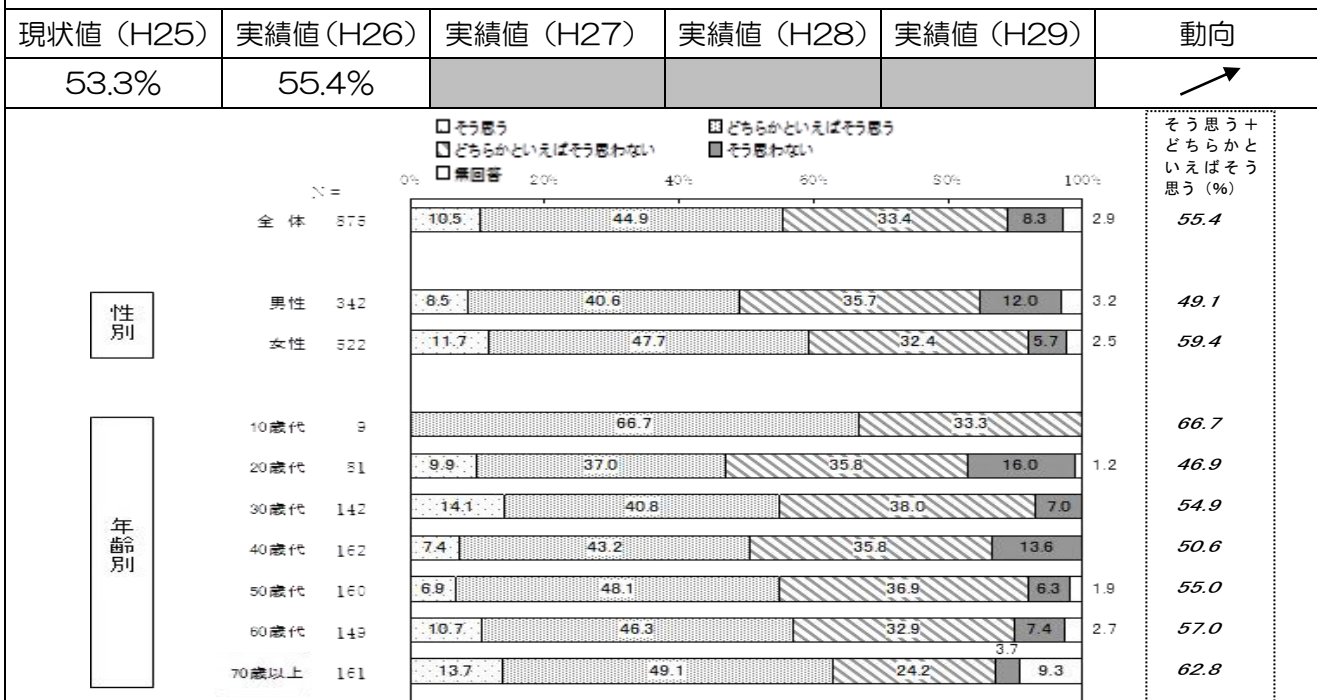 現状値（H25） 実績値（H26） 実績値（H27） 実績値（H28） 実績値（H29） 動向
53.3% 55.4%
そう思う どちらかといえばそう思う
どちらかといえばそう思わない そう思わない
無回答
そう思う＋
どちらかと
いえばそう
思う（%）
0% 20% 40% 60% 80% 100%
N =
全体 10.5 44.9 33.4 8.3 2.9 55.4
性別
男性 342 8.5 40.6 35.7 12.0 3.2 49.1
女性 522 11.7 47.7 32.4 5.7 2.5 59.4
年齢別
10歳代 9 66.7 33.3 66.7
20歳代 81 9.9 37.0 35.8 16.0 1.2 46.9
30歳代 142 14.1 40.8 38.0 7.0 54.9
40歳代 162 7.4 43.2 35.8 13.6 50.6
50歳代 160 6.9 48.1 36.9 6.3 1.9 55.0
60歳代 149 10.7 46.3 32.9 7.4 2.7 57.0
70歳以上 161 13.7 49.1 24.2 3.7 9.3 62.8